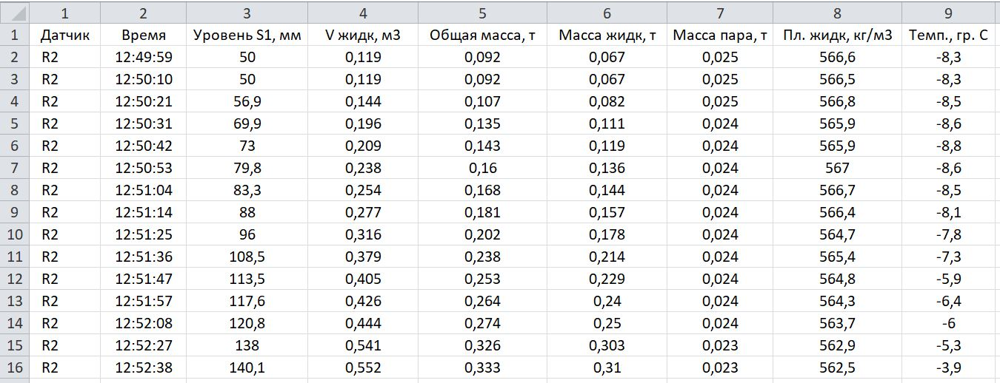 1 2 3 4 5 6 7 8 9
1 Датчик Время Уровень S1, мм V жидк, м3 Общая масса, т Масса жидк, т Масса пара, т Пл. жидк, кг/м3 Темп., гр. С
2 R2 12:49:59 50 0,119 0,092 0,067 0,025 566,6 -8,3
3 R2 12:50:10 50 0,119 0,092 0,067 0,025 566,5 -8,3
4 R2 12:50:21 56,9 0,144 0,107 0,082 0,025 566,8 -8,5
5 R2 12:50:31 69,9 0,196 0,135 0,111 0,024 565,9 -8,6
6 R2 12:50:42 73 0,209 0,143 0,119 0,024 565,9 -8,8
7 R2 12:50:53 79,8 0,238 0,16 0,136 0,024 567 -8,6
8 R2 12:51:04 83,3 0,254 0,168 0,144 0,024 566,7 -8,5
9 R2 12:51:14 88 0,277 0,181 0,157 0,024 566,4 -8,1
10 R2 12:51:25 96 0,316 0,202 0,178 0,024 564,7 -7,8
11 R2 12:51:36 108,5 0,379 0,238 0,214 0,024 565,4 -7,3
12 R2 12:51:47 113,5 0,405 0,253 0,229 0,024 564,8 -5,9
13 R2 12:51:57 117,6 0,426 0,264 0,24 0,024 564,3 -6,4
14 R2 12:52:08 120,8 0,444 0,274 0,25 0,024 563,7 -6
15 R2 12:52:27 138 0,541 0,326 0,303 0,023 562,9 -5,3
16 R2 12:52:38 140,1 0,552 0,333 0,31 0,023 562,5 -3,9